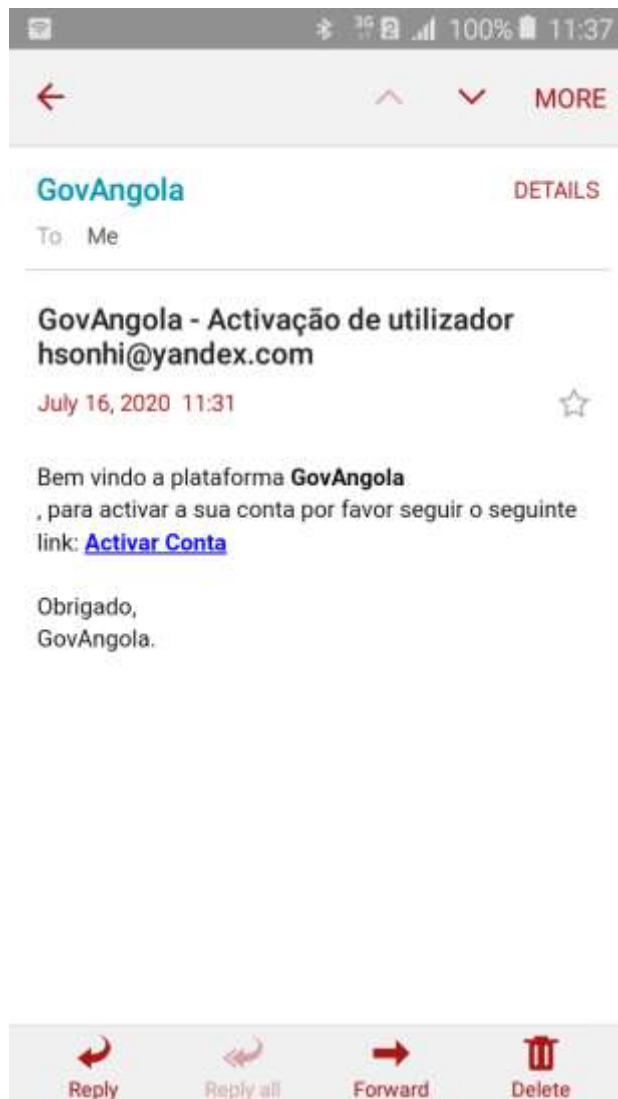 3G 2 100% 11:37
MORE
GovAngola DETAILS
To Me
GovAngola - Activação de utilizador
hsonhi@yandex.com
July 16, 2020 11:31
Bem vindo a plataforma GovAngola
, para activar a sua conta por favor seguir o seguinte
link: Activar Conta
Obrigado,
GovAngola.
Reply Reply all Forward Delete